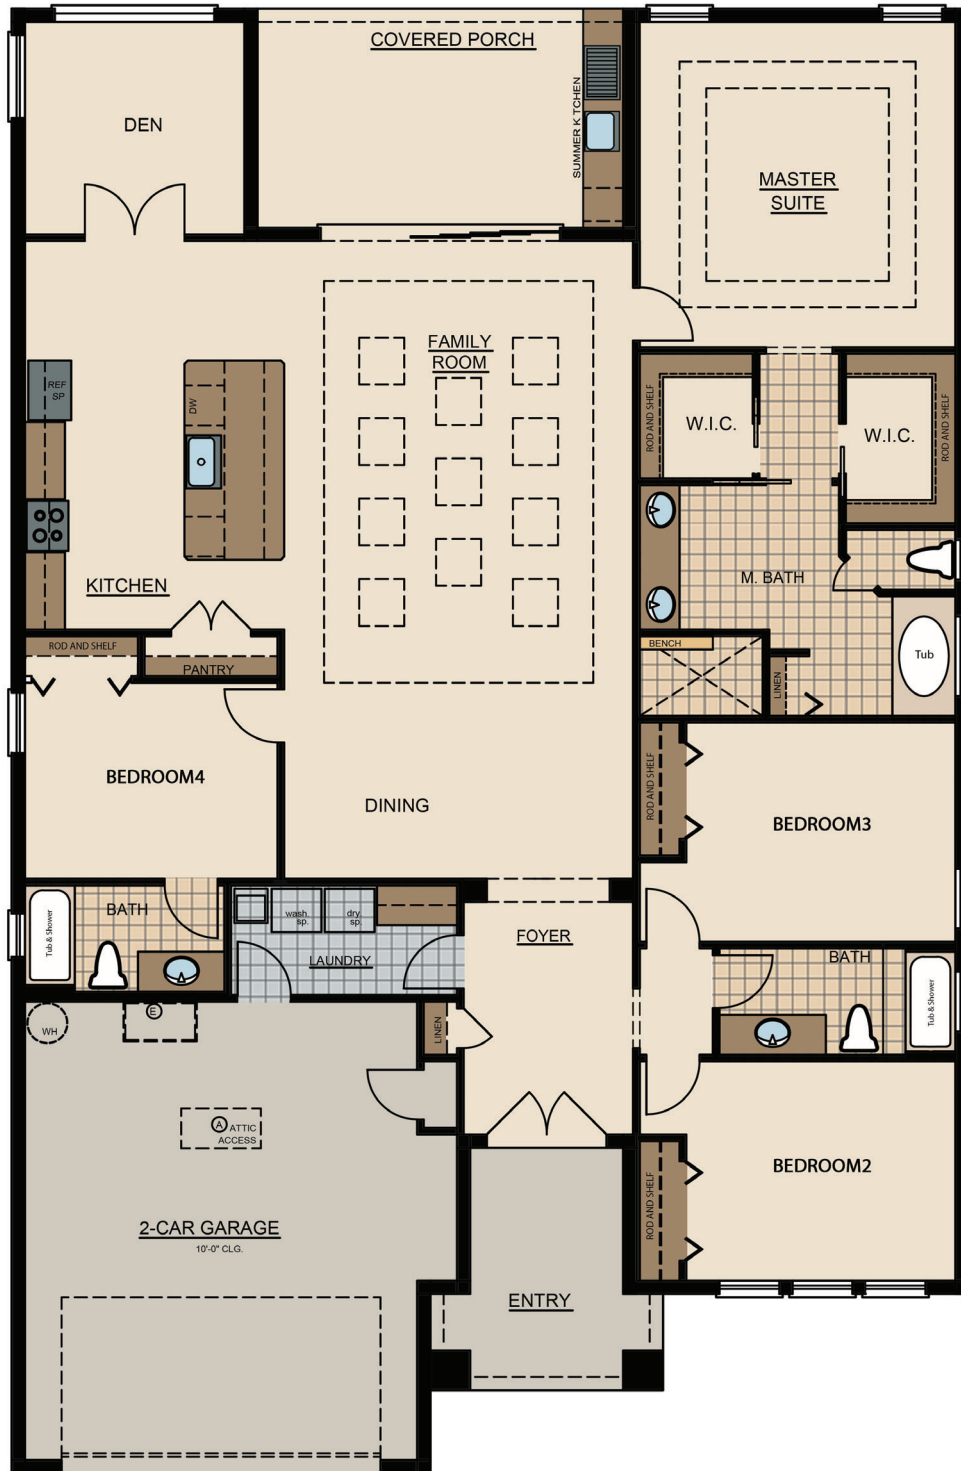 COVERED PORCH
DEN
SUMMER K TCHEN
MASTER
SUITE
FAMILY
ROOM
REF
SP
DW
ROD AND SHELF
W.I.C.
W.I.C.
ROD AND SHELF
KITCHEN
M. BATH
ROD AND SHELF
PANTRY
BENCH
LINEN
Tub
BEDROOM4
DINING
ROD AND SHELF
BEDROOM3
Tub & Shower
BATH
wash.
sp.
dry.
sp.
LAUNDRY
FOYER
BATH
Tub & Shower
WH
E
LINEN
A ATTIC
ACCESS
ROD AND SHELF
BEDROOM2
2-CAR GARAGE
10'-0" CLG.
ENTRY